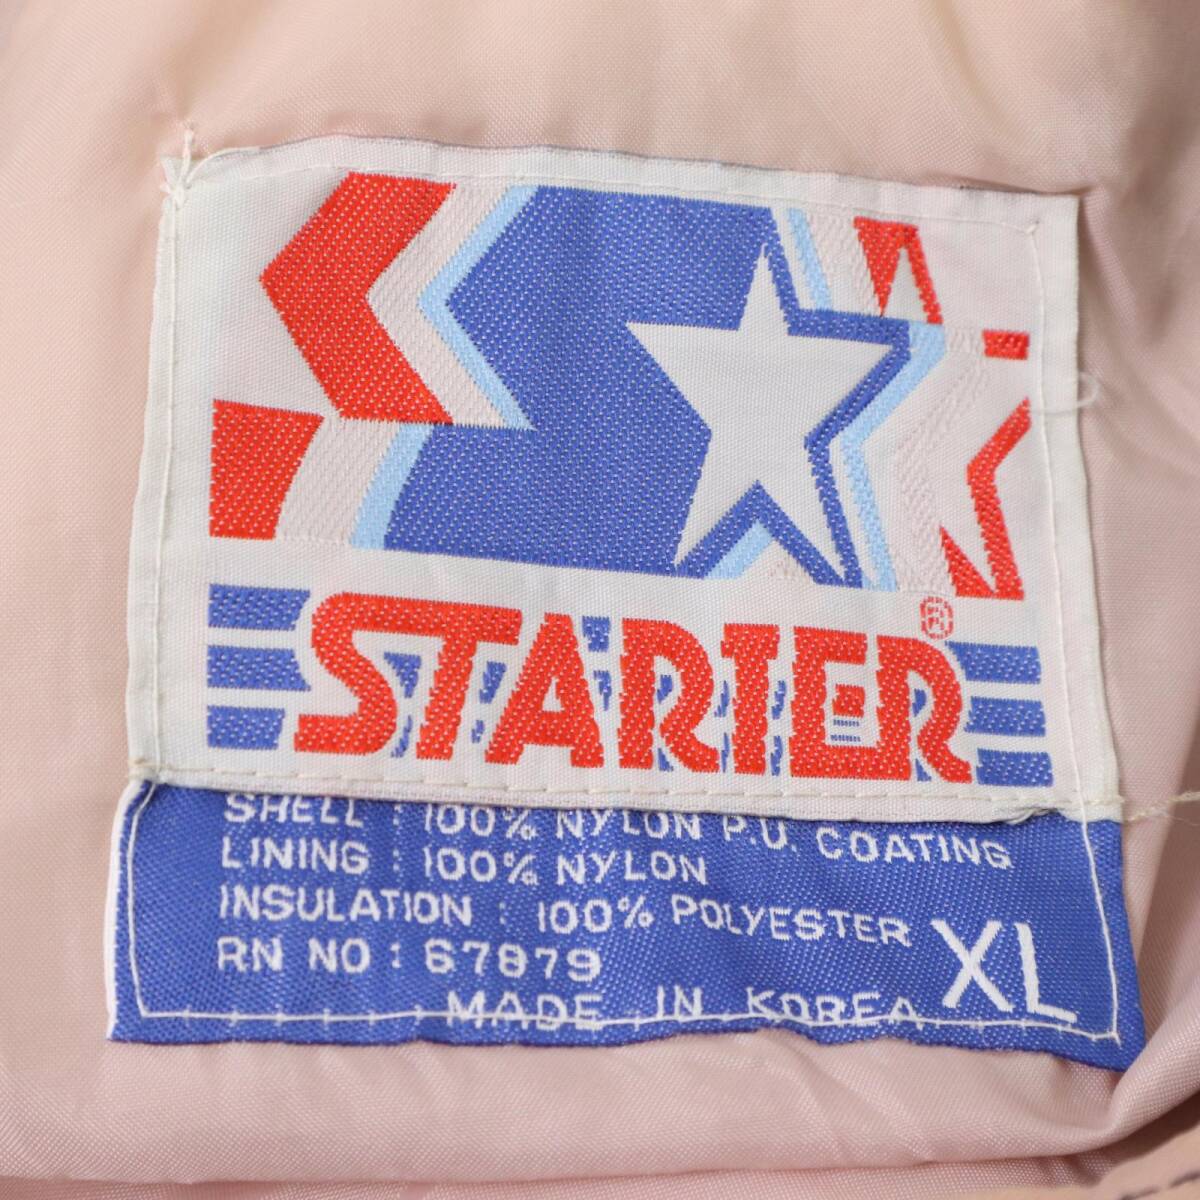 STARTER®
SHELL : 100% NYLON P.U. COATING
LINING : 100% NYLON
INSULATION : 100% POLYESTER
RN NO : 67879
MADE IN KOREA
XL